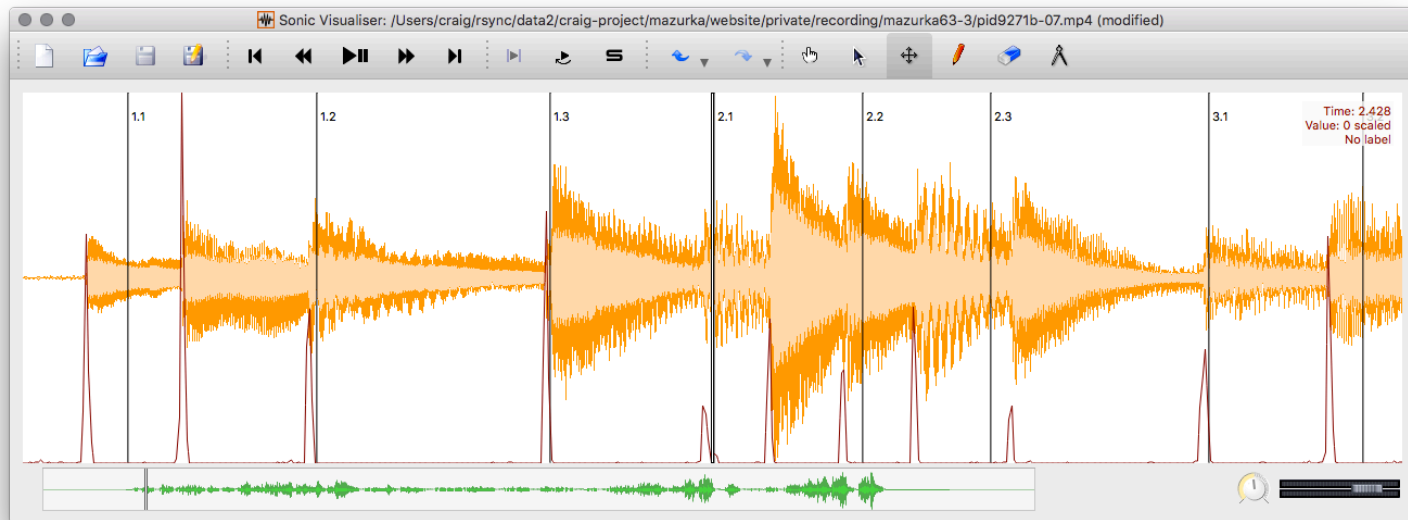 Sonic Visualiser: /Users/craig/rsync/data2/craig-project/mazurka/website/private/recording/mazurka63-3/pid9271b-07.mp4 (modified)
S
1.1 1.2 1.3 2.1 2.2 2.3 3.1
Time: 2.428
Value: 0 scaled
No label